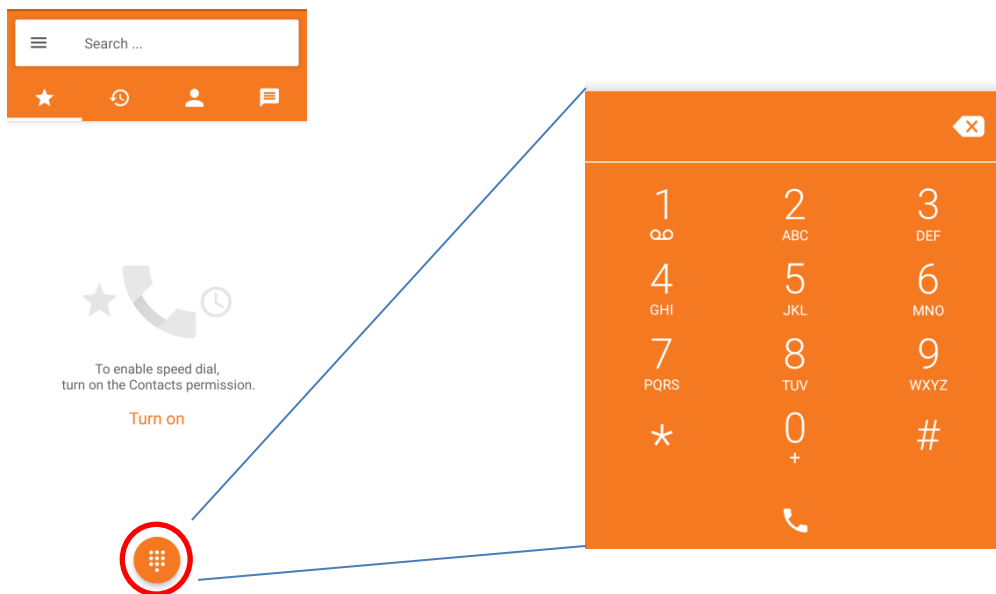 Search ...
To enable speed dial,
turn on the Contacts permission.
Turn on
1 2 3
ABC DEF
4 5 6
GHI JKL MNO
7 8 9
PQRS TUV WXYZ
* 0 #
+